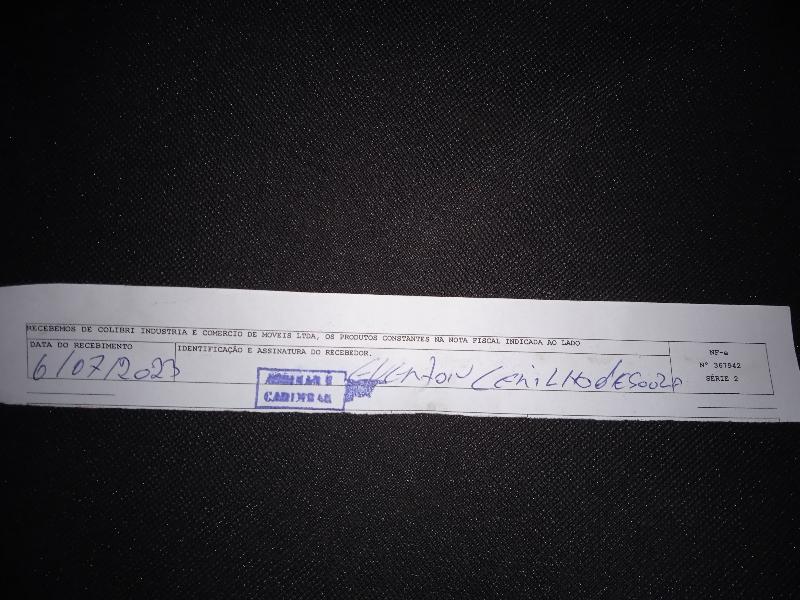 RECEBEMOS DE COLIBRI INDUSTRIA E COMERCIO DE MOVEIS LTDA, OS PRODUTOS CONSTANTES NA NOTA FISCAL INDICADA AO LADO
DATA DO RECEBIMENTO
6/07/2023
IDENTIFICAÇÃO E ASSINATURA DO RECEBEDOR.
NF-e
Nº 367942
SÉRIE 2